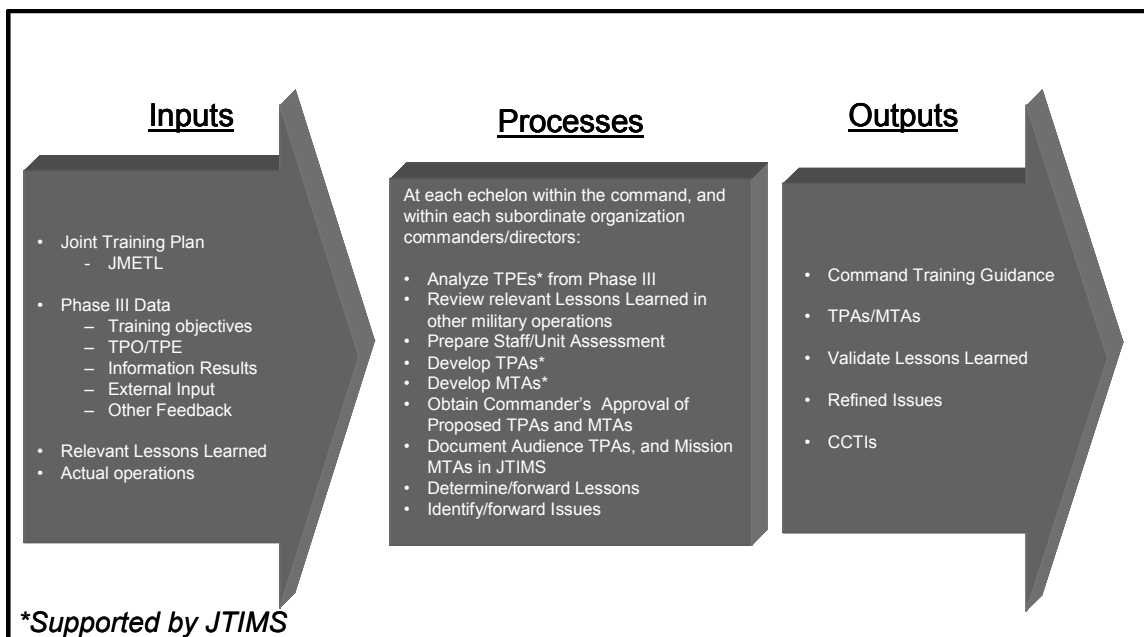 Inputs
• Joint Training Plan
- JMETL
• Phase III Data
– Training objectives
– TPO/TPE
– Information Results
– External Input
– Other Feedback
• Relevant Lessons Learned
• Actual operations
Processes
At each echelon within the command, and
within each subordinate organization
commanders/directors:
• Analyze TPEs* from Phase III
• Review relevant Lessons Learned in
other military operations
• Prepare Staff/Unit Assessment
• Develop TPAs*
• Develop MTAs*
• Obtain Commander’s Approval of
Proposed TPAs and MTAs
• Document Audience TPAs, and Mission
MTAs in JTIMS
• Determine/forward Lessons
• Identify/forward Issues
Outputs
• Command Training Guidance
• TPAs/MTAs
• Validate Lessons Learned
• Refined Issues
• CCTIs
*Supported by JTIMS